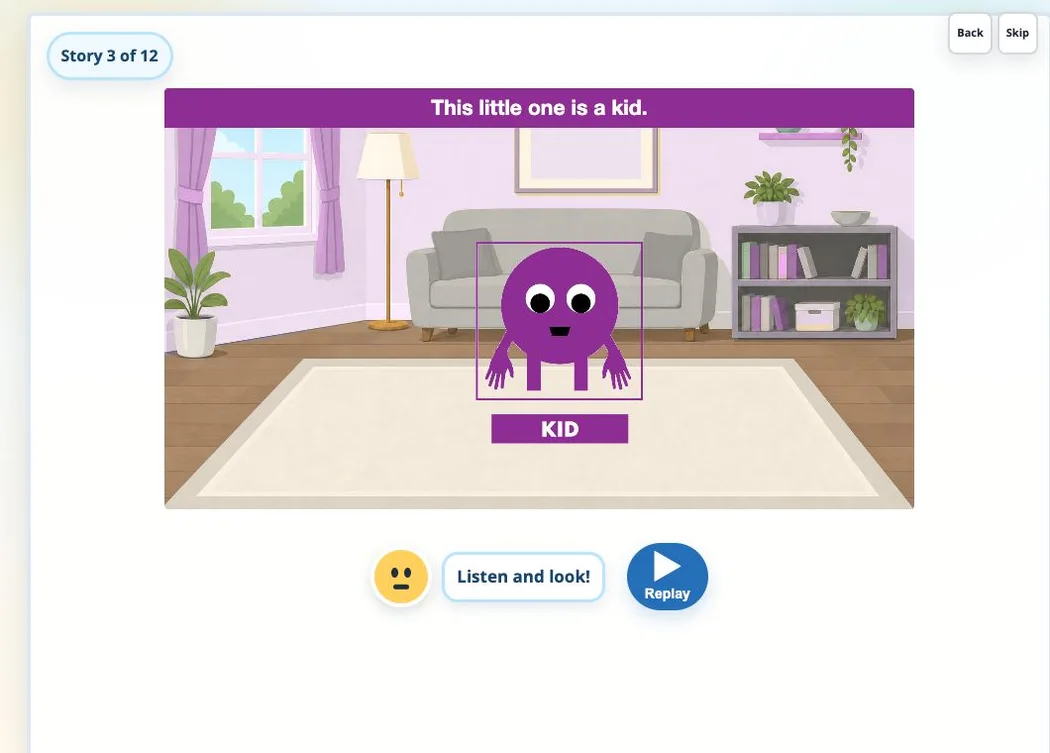 Back
Skip
Story 3 of 12
This little one is a kid.
KID
Listen and look!
Replay